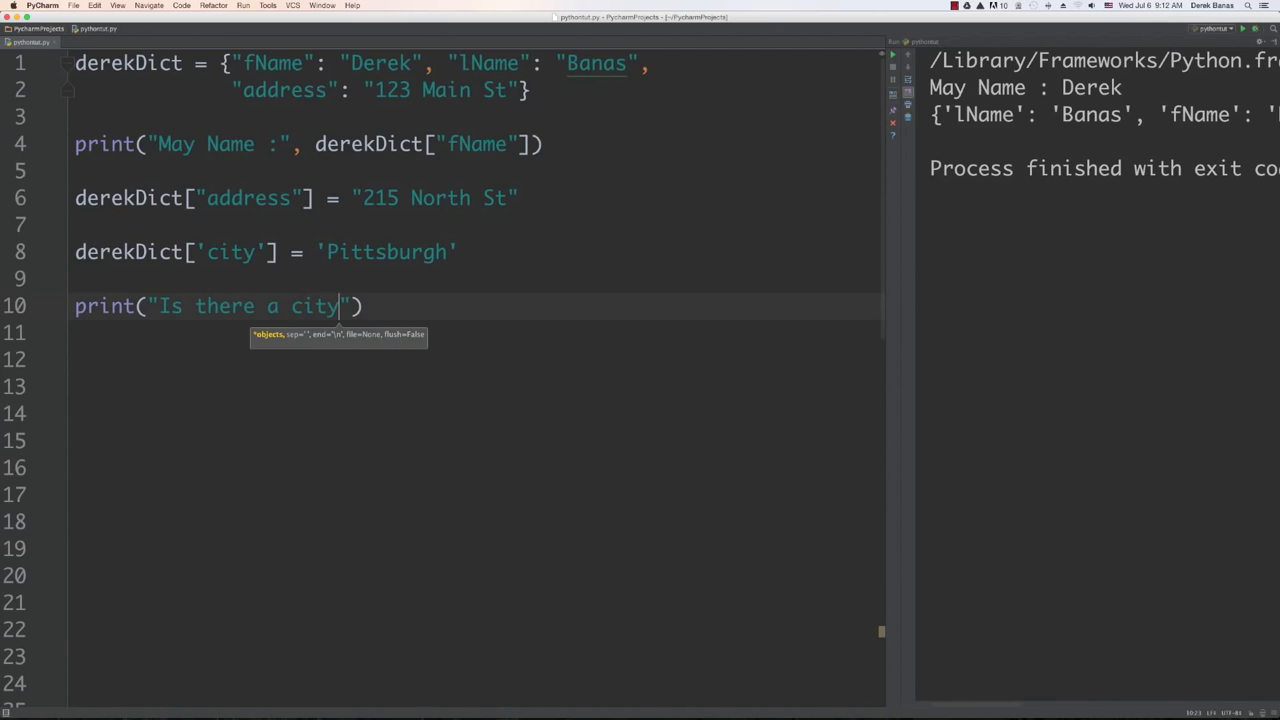 PyCharm File Edit View Navigate Code Refactor Run Tools VCS Window Help 10 Wed Jul 6 9:12 AM Derek Banas
pythontut.py - PyCharmProjects - [~/PycharmProjects]
PycharmProjects pythontut.py pythontut
pythontut.py Run pythontut
1 derekDict = {"fName": "Derek", "lName": "Banas",
2 "address": "123 Main St"}
3
4 print("May Name :", derekDict["fName"])
5
6 derekDict["address"] = "215 North St"
7
8 derekDict['city'] = 'Pittsburgh'
9
10 print("Is there a city")
*objects, sep=' ', end='\n', file=None, flush=False
11
12
13
14
15
16
17
18
19
20
21
22
23
24
/Library/Frameworks/Python.fra
May Name : Derek
{'lName': 'Banas', 'fName': '
Process finished with exit co
10:23 LF UTF-8